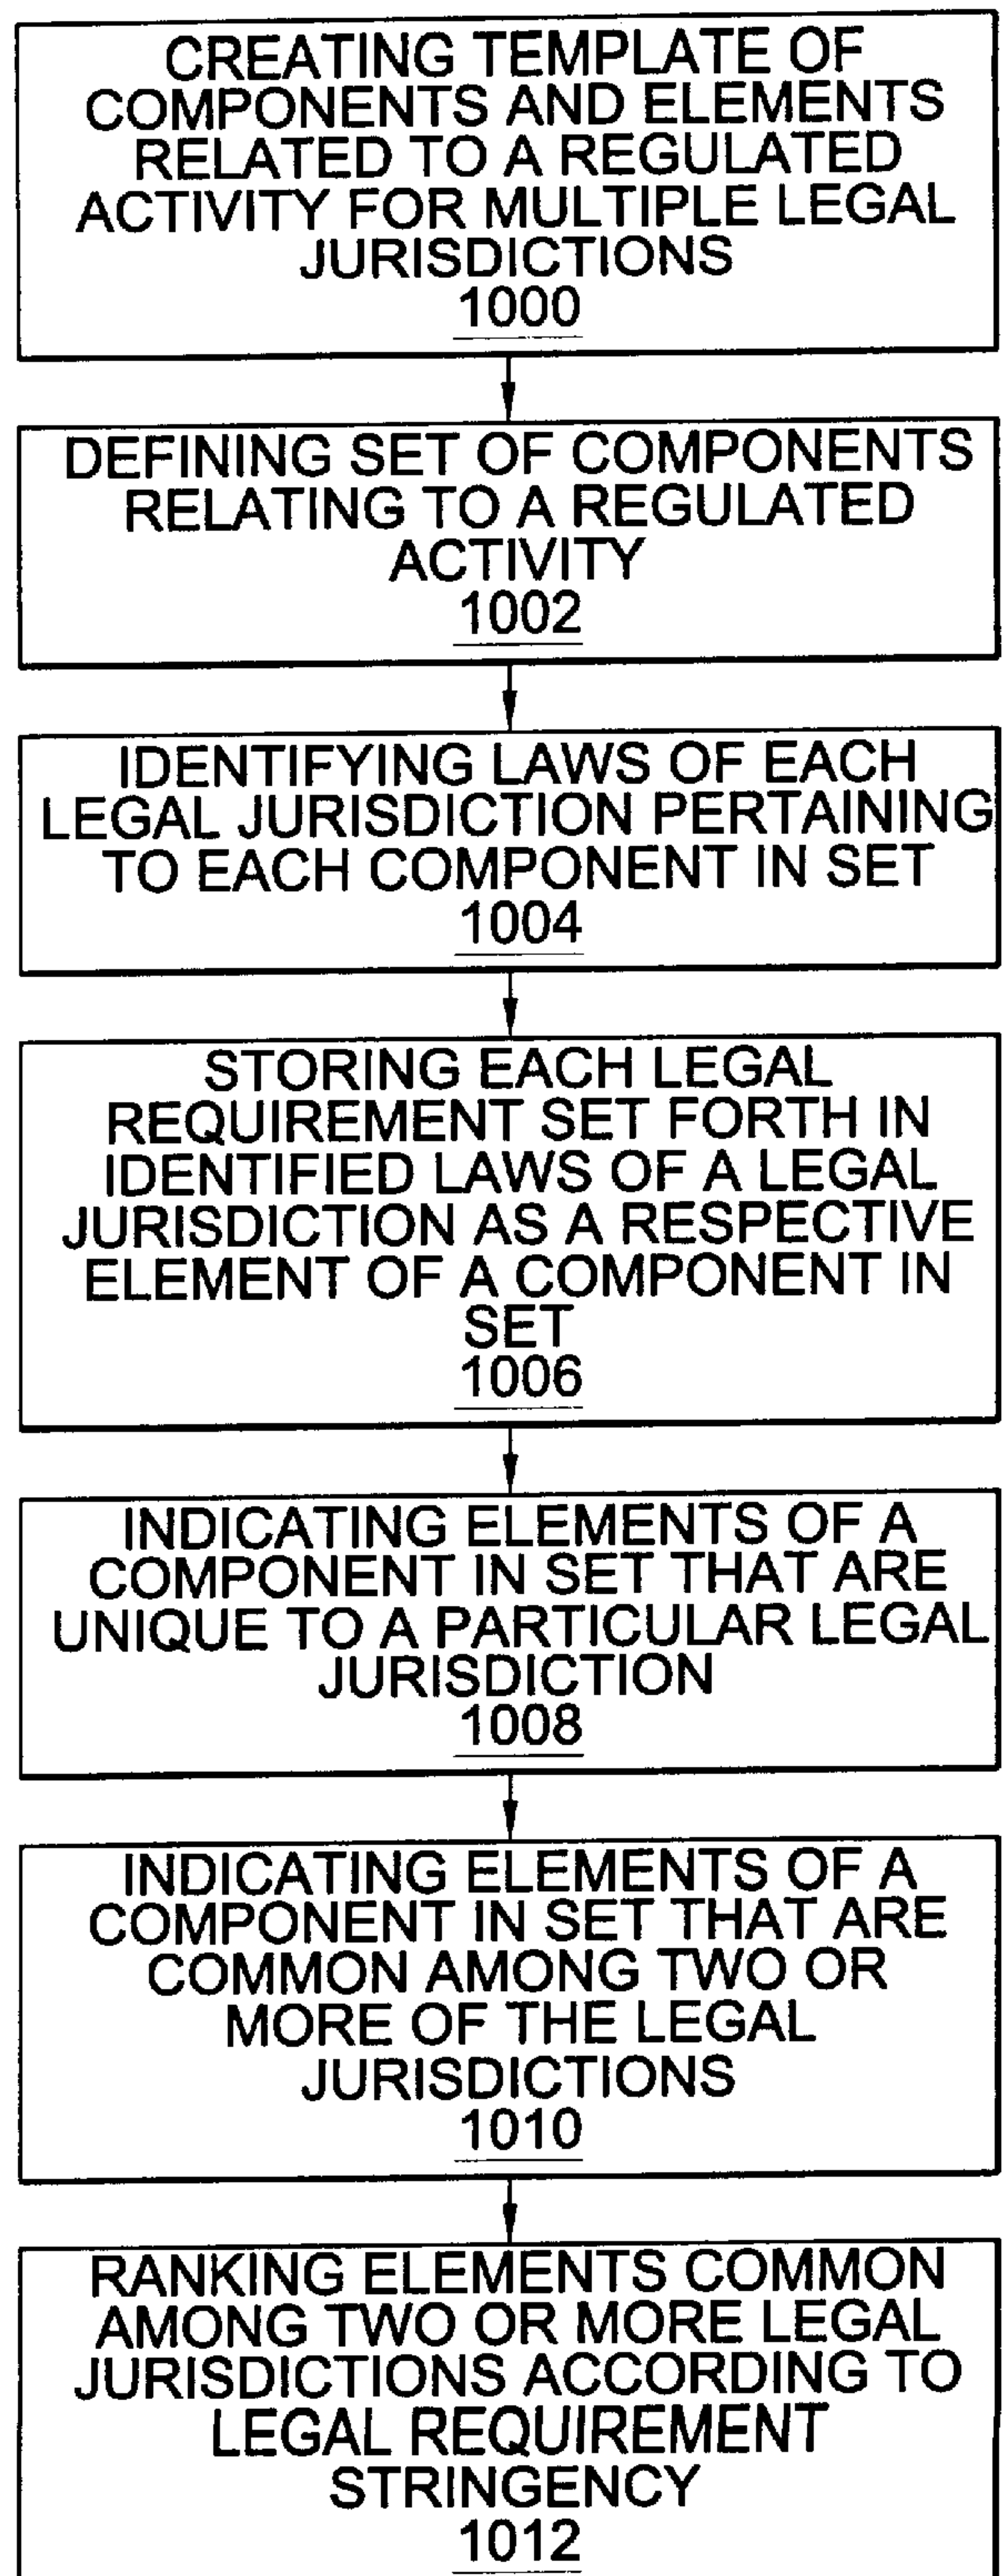 CREATING TEMPLATE OF
COMPONENTS AND ELEMENTS
RELATED TO A REGULATED
ACTIVITY FOR MULTIPLE LEGAL
JURISDICTIONS
1000
DEFINING SET OF COMPONENTS
RELATING TO A REGULATED
ACTIVITY
1002
IDENTIFYING LAWS OF EACH
LEGAL JURISDICTION PERTAINING
TO EACH COMPONENT IN SET
1004
STORING EACH LEGAL
REQUIREMENT SET FORTH IN
IDENTIFIED LAWS OF A LEGAL
JURISDICTION AS A RESPECTIVE
ELEMENT OF A COMPONENT IN
SET
1006
INDICATING ELEMENTS OF A
COMPONENT IN SET THAT ARE
UNIQUE TO A PARTICULAR LEGAL
JURISDICTION
1008
INDICATING ELEMENTS OF A
COMPONENT IN SET THAT ARE
COMMON AMONG TWO OR
MORE OF THE LEGAL
JURISDICTIONS
1010
RANKING ELEMENTS COMMON
AMONG TWO OR MORE LEGAL
JURISDICTIONS ACCORDING TO
LEGAL REQUIREMENT
STRINGENCY
1012